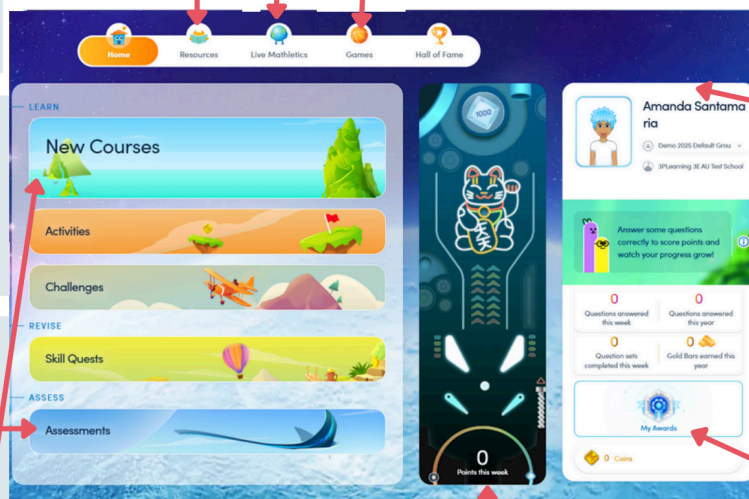 Home
Resources
Live Mathletics
Games
Hall of Fame
LEARN
New Courses
Activities
Challenges
REVISE
Skill Quests
ASSESS
Assessments
1000
0
Points this week
Amanda Santama
ria
Demo 2025 Default Grou
3PLearning 3E AU Test School
Answer some questions
correctly to score points and
watch your progress grow!
0
Questions answered
this week
0
Questions answered
this year
0
Question sets
completed this week
0
Gold Bars earned this
year
My Awards
0 Coins